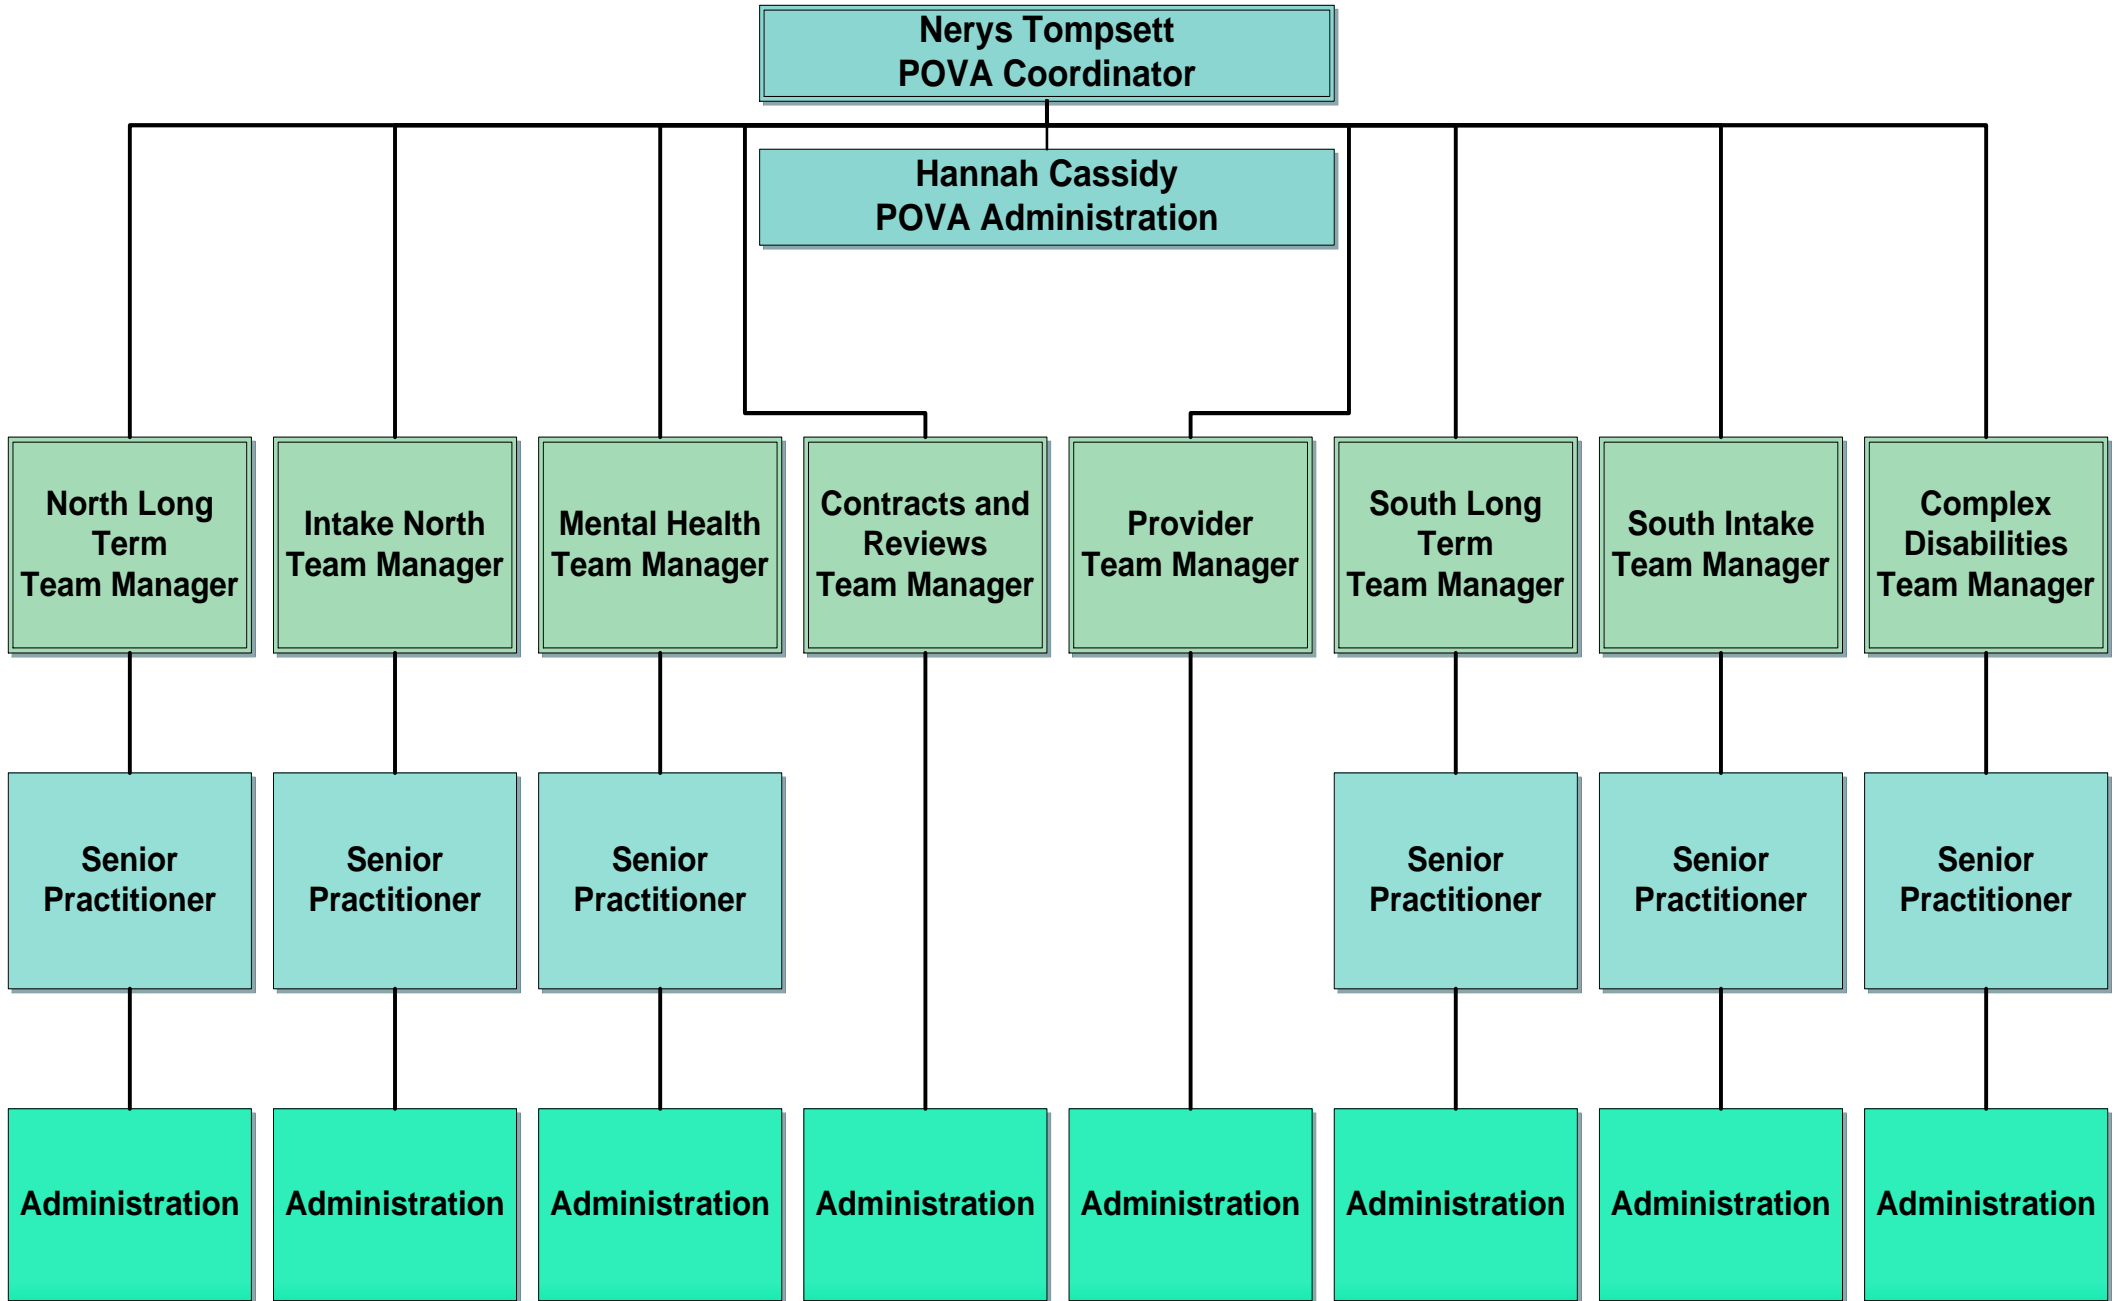 Nerys Tompsett
POVA Coordinator
Hannah Cassidy
POVA Administration
North Long
Term
Team Manager
Intake North
Team Manager
Mental Health
Team Manager
Contracts and
Reviews
Team Manager
Provider
Team Manager
South Long
Term
Team Manager
South Intake
Team Manager
Complex
Disabilities
Team Manager
Senior
Practitioner
Senior
Practitioner
Senior
Practitioner
Senior
Practitioner
Senior
Practitioner
Senior
Practitioner
Administration
Administration
Administration
Administration
Administration
Administration
Administration
Administration